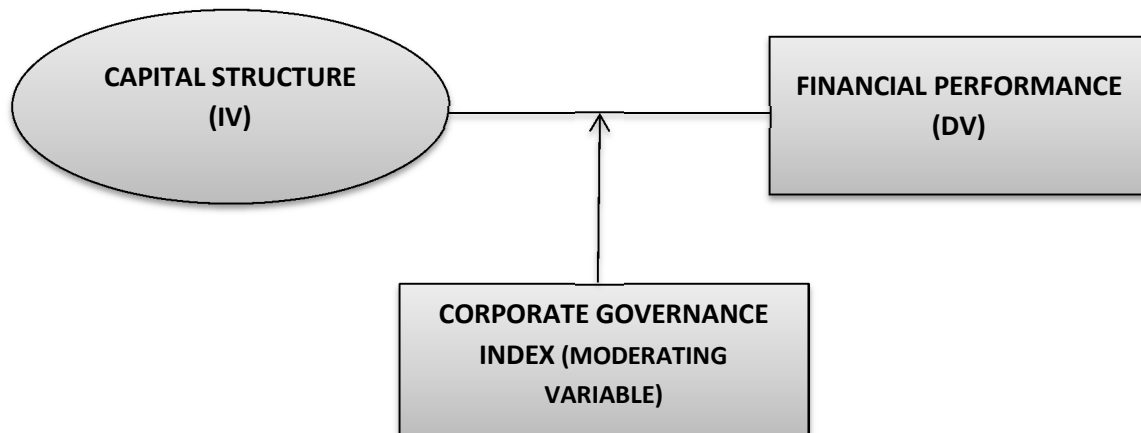 CAPITAL STRUCTURE
(IV)
FINANCIAL PERFORMANCE
(DV)
CORPORATE GOVERNANCE
INDEX (MODERATING
VARIABLE)